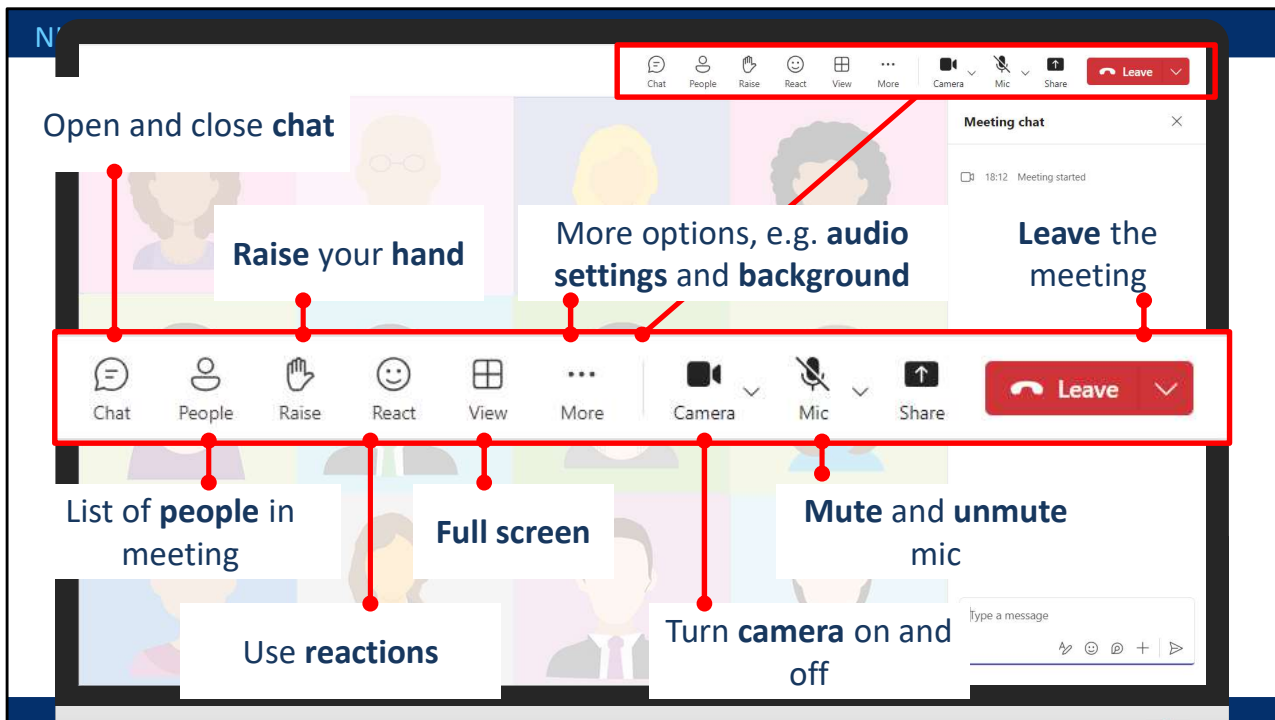 Chat People Raise React View More Camera Mic Share Leave
Open and close chat
Meeting chat
18:12 Meeting started
Raise your hand
More options, e.g. audio
settings and background
Leave the
meeting
Chat People Raise React View More Camera Mic Share Leave
List of people in
meeting
Full screen
Mute and unmute
mic
Use reactions
Turn camera on and
off
Type a message